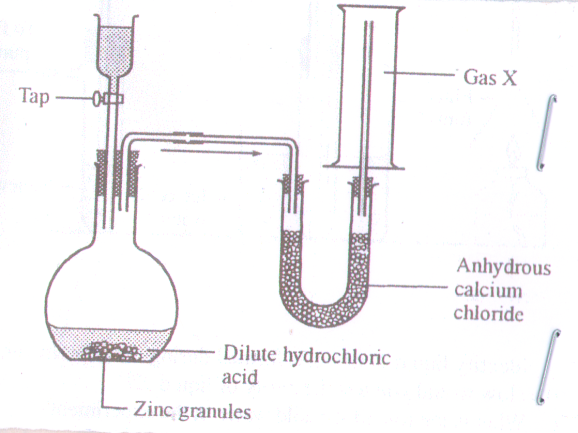 Gas X
Tap
Anhydrous
calcium
chloride
Dilute hydrochloric
acid
Zinc granules